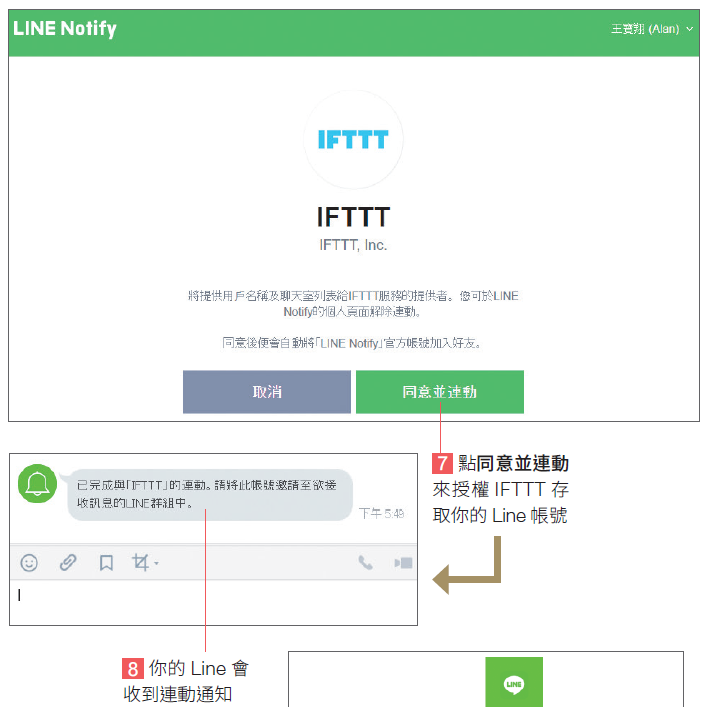 LINE Notify
王寶翔 (Alan)
IFTTT
IFTTT
IFTTT, Inc.
將提供用戶名稱及聊天室列表給IFTTT服務的提供者。您可於LINE
Notify的個人頁面解除連動。
同意後便會自動將「LINE Notify」官方帳號加入好友。
取消
同意並連動
7 點同意並連動
來授權 IFTTT 存
取你的 Line 帳號
已完成與「IFTTT」的連動。請將此帳號邀請至欲接
收訊息的LINE群組中。
下午 5:49
8 你的 Line 會
收到連動通知
LINE